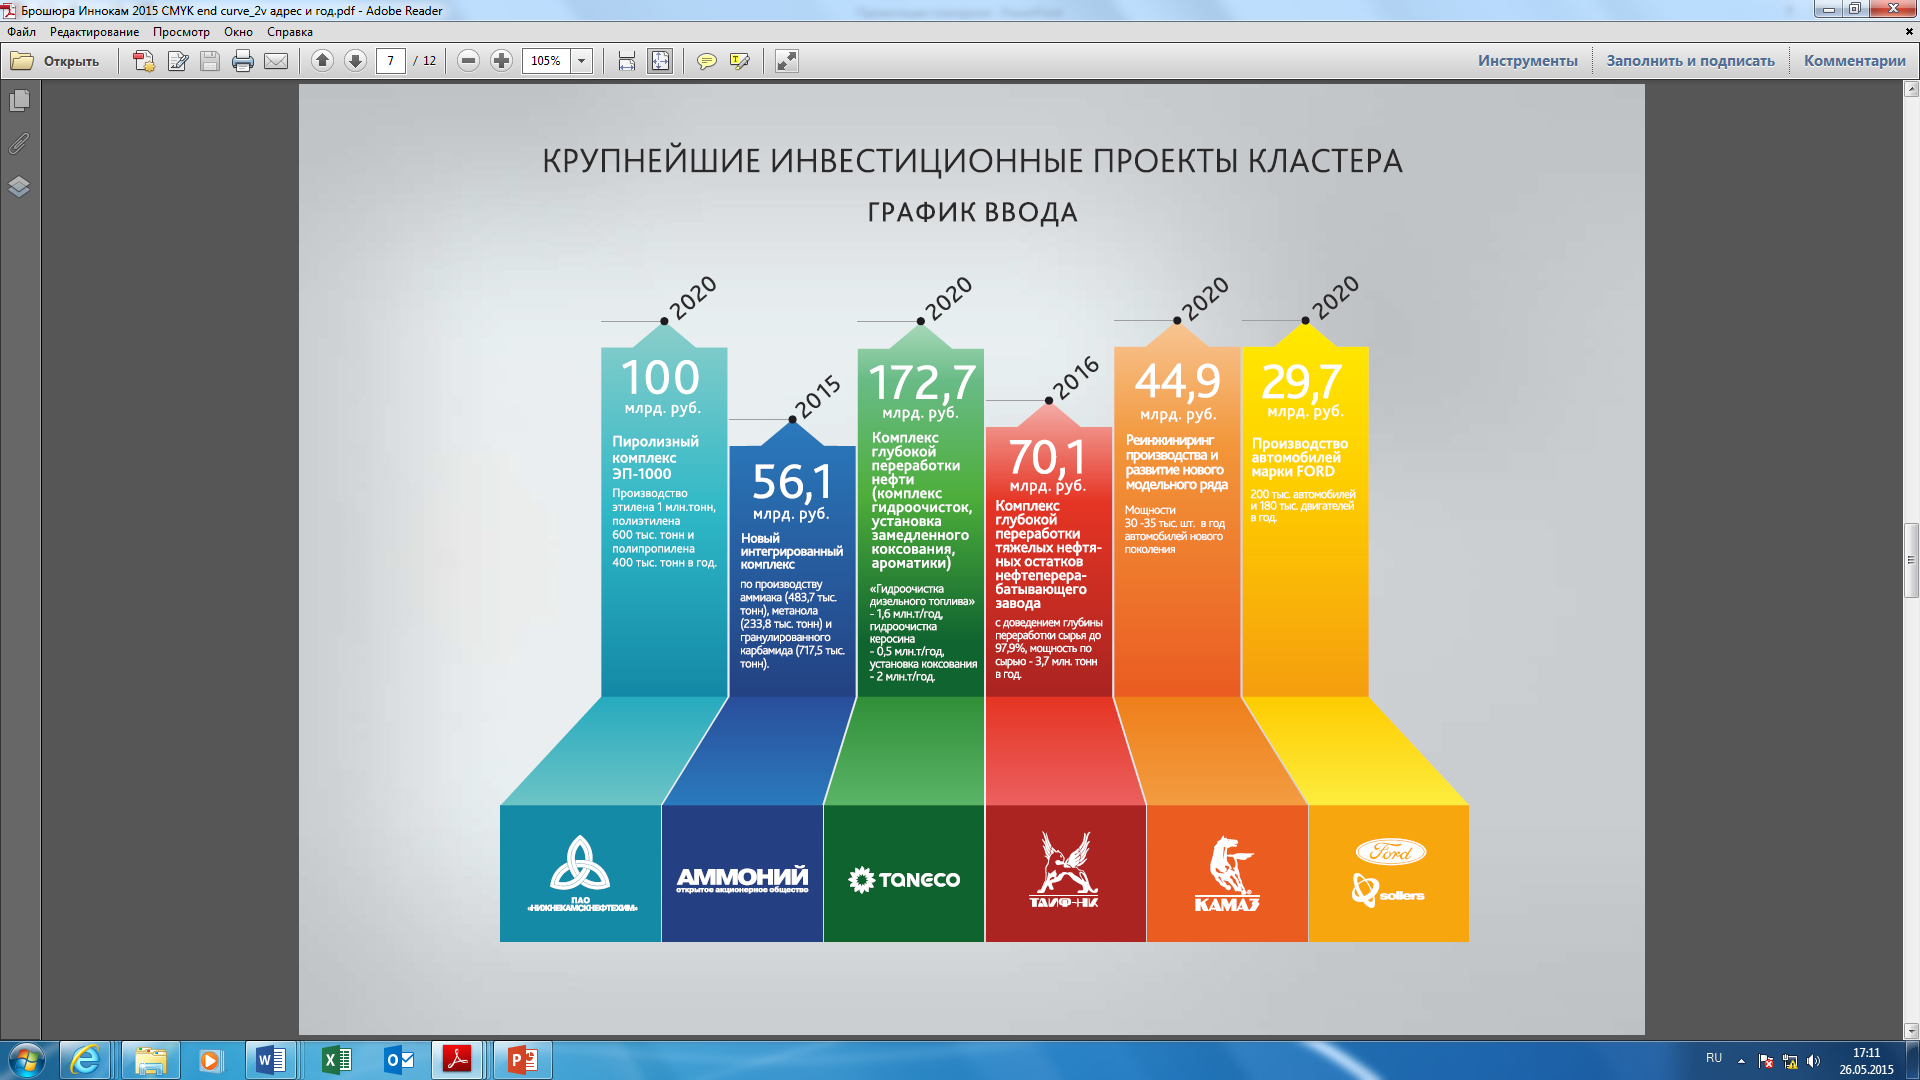 Брошюра Иннокам 2015 CMYK end curve_2v адрес и год.pdf - Adobe Reader
Файл Редактирование Просмотр Окно Справка
Открыть 7 / 12 105% Инструменты Заполнить и подписать Комментарии
КРУПНЕЙШИЕ ИНВЕСТИЦИОННЫЕ ПРОЕКТЫ КЛАСТЕРА
ГРАФИК ВВОДА
2020
100
млрд. руб.
Пиролизный
комплекс
ЭП-1000
Производство
этилена 1 млн.тонн,
полиэтилена
600 тыс. тонн и
полипропилена
400 тыс. тонн в год.
2015
56,1
млрд. руб.
Новый
интегрированный
комплекс
по производству
аммиака (483,7 тыс.
тонн), метанола
(233,8 тыс. тонн) и
гранулированного
карбамида (717,5 тыс.
тонн).
2020
172,7
млрд. руб.
Комплекс
глубокой
переработки
нефти
(комплекс
гидроочисток,
установка
замедленного
коксования,
ароматики)
«Гидроочистка
дизельного топлива»
- 1,6 млн.т/год,
гидроочистка
керосина
- 0,5 млн.т/год,
установка коксования
- 2 млн.т/год.
2016
70,1
млрд. руб.
Комплекс
глубокой
переработки
тяжелых нефтя-
ных остатков
нефтеперера-
батывающего
завода
с доведением глубины
переработки сырья до
97,9%, мощность по
сырью - 3,7 млн. тонн
в год.
2020
44,9
млрд. руб.
Реинжиниринг
производства и
развитие нового
модельного ряда
Мощности
30 -35 тыс. шт. в год
автомобилей нового
поколения
2020
29,7
млрд. руб.
Производство
автомобилей
марки FORD
200 тыс. автомобилей
и 180 тыс. двигателей
в год.
ПАО
«НИЖНЕКАМСКНЕФТЕХИМ»
АММОНИЙ
открытое акционерное общество
TANECO
ТАИФ-НК
КАМАЗ
Ford
sollers
RU
17:11
26.05.2015